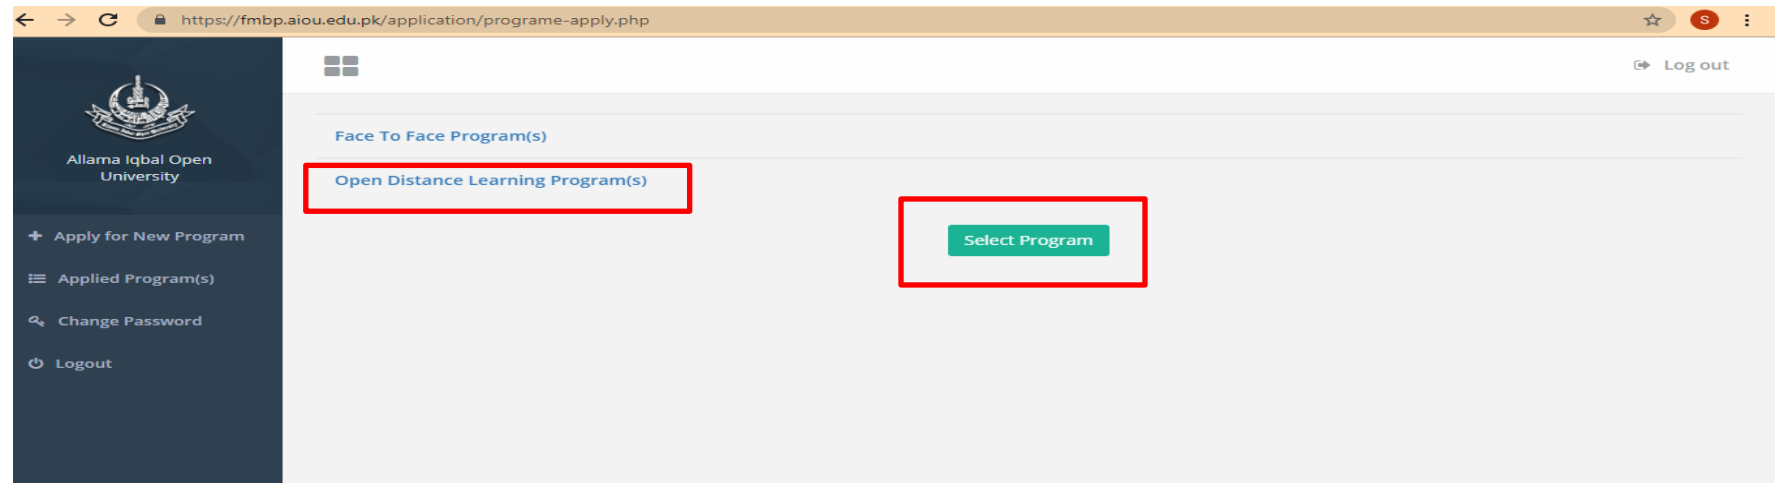 https://fmbp.aiou.edu.pk/application/programe-apply.php
S
Allama Iqbal Open
University
Log out
Face To Face Program(s)
Open Distance Learning Program(s)
Select Program
Apply for New Program
Applied Program(s)
Change Password
Logout